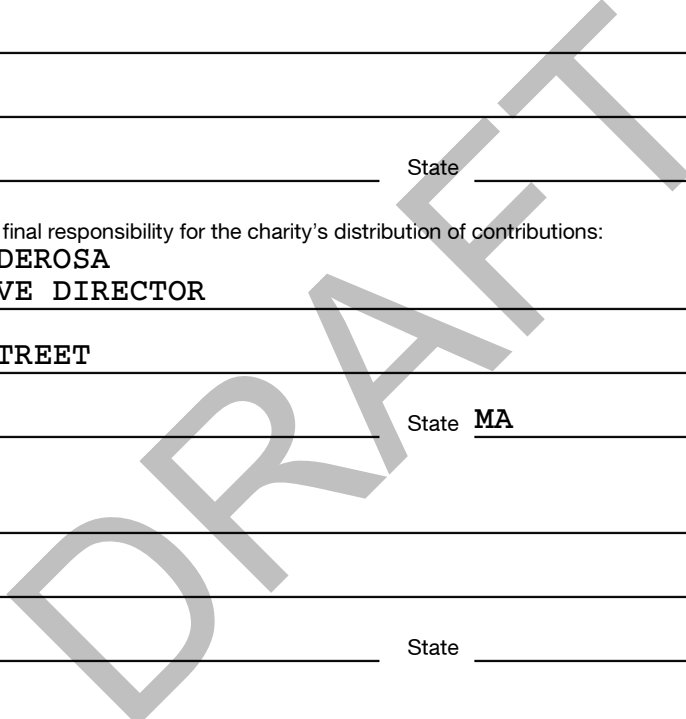 State
final responsibility for the charity's distribution of contributions:
DEROSA
VE DIRECTOR
TREET
State MA
State
DRAFT